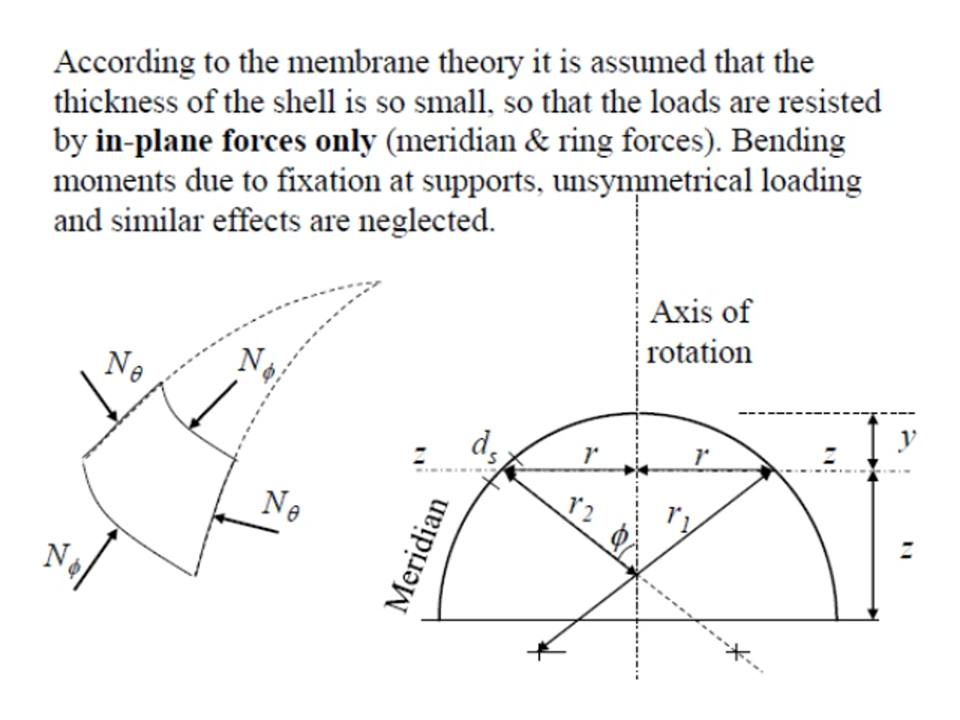 According to the membrane theory it is assumed that the
thickness of the shell is so small, so that the loads are resisted
by in-plane forces only (meridian & ring forces). Bending
moments due to fixation at supports, unsymmetrical loading
and similar effects are neglected.
Axis of
rotation
Nθ
Nϕ
Nθ
Nϕ
z
ds
r
r
z
y
r2
ϕ
r1
z
Meridian